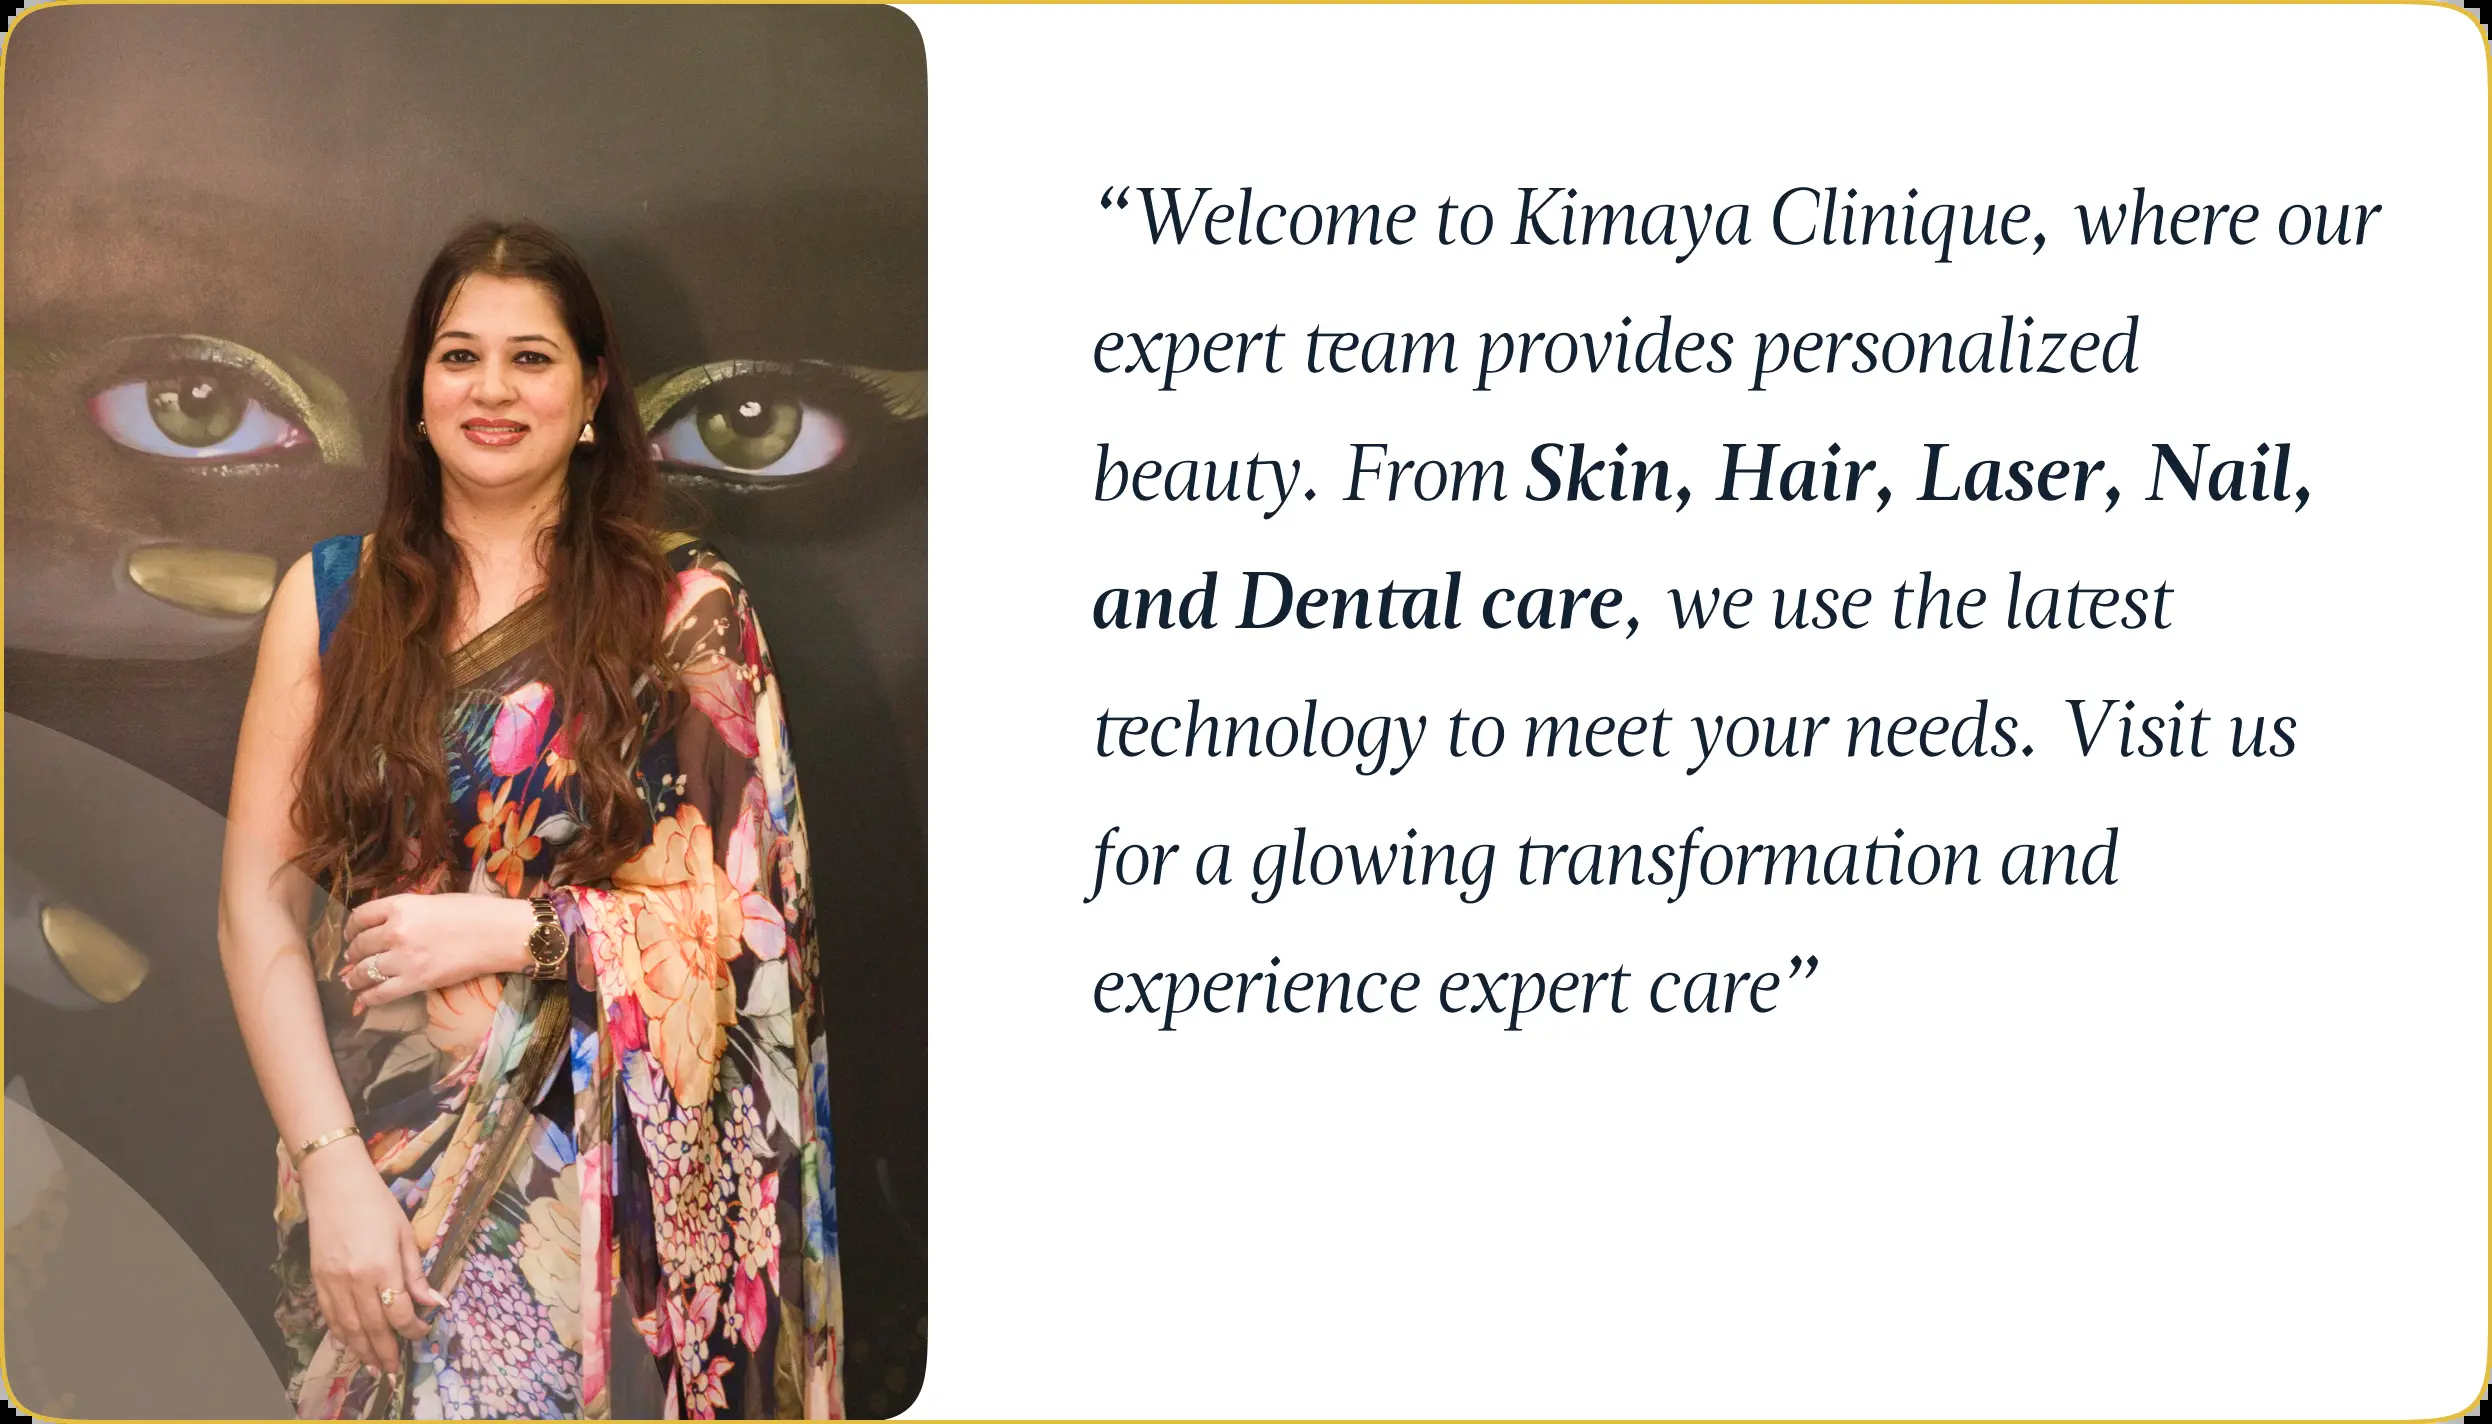 “Welcome to Kimaya Clinique, where our
expert team provides personalized
beauty. From Skin, Hair, Laser, Nail,
and Dental care, we use the latest
technology to meet your needs. Visit us
for a glowing transformation and
experience expert care”